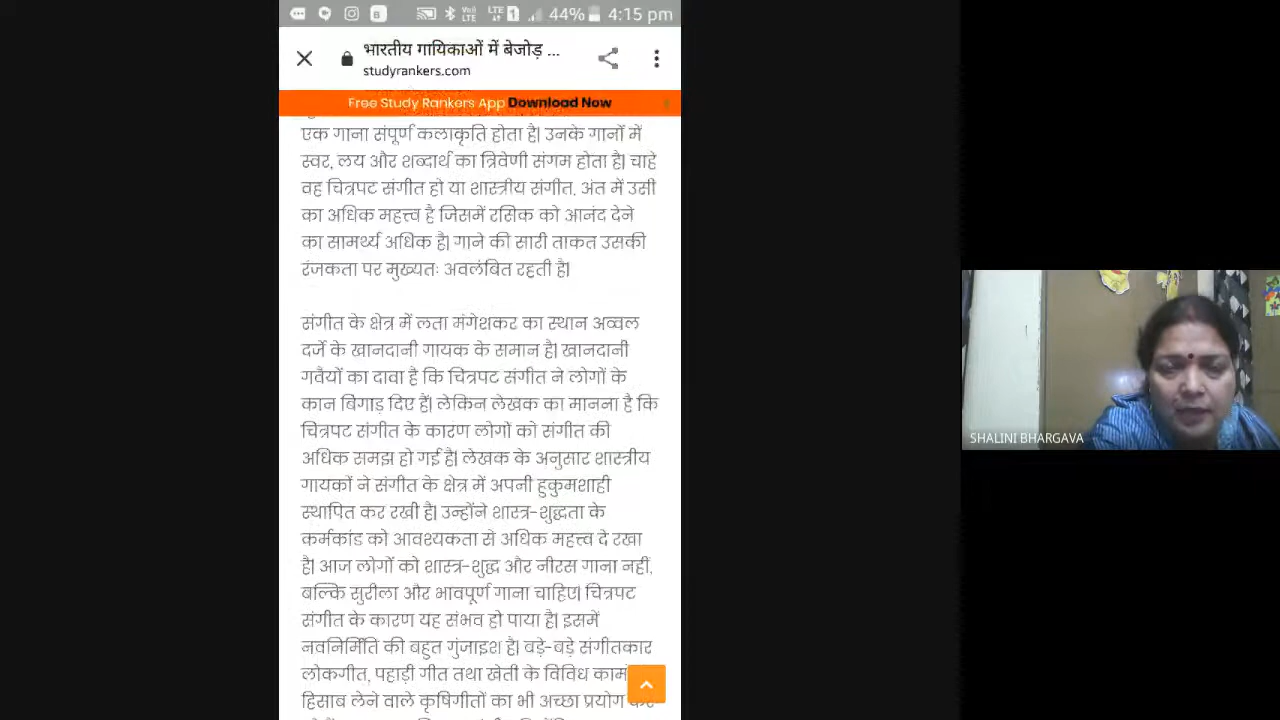 44% 4:15 pm
भारतीय गायिकाओं में बेजोड़ ...
studyrankers.com
Free Study Rankers App Download Now
एक गाना संपूर्ण कलाकृति होता है। उनके गानों में
स्वर, लय और शब्दार्थ का त्रिवेणी संगम होता है। चाहे
वह चित्रपट संगीत हो या शास्त्रीय संगीत, अंत में उसी
का अधिक महत्त्व है जिसमें रसिक को आनंद देने
का सामर्थ्य अधिक है। गाने की सारी ताकत उसकी
रंजकता पर मुख्यतः अवलंबित रहती है।
संगीत के क्षेत्र में लता मंगेशकर का स्थान अव्वल
दर्जे के खानदानी गायक के समान है। खानदानी
गवैयों का दावा है कि चित्रपट संगीत ने लोगों के
कान बिगाड़ दिए हैं। लेकिन लेखक का मानना है कि
चित्रपट संगीत के कारण लोगों को संगीत की
अधिक समझ हो गई है। लेखक के अनुसार शास्त्रीय
गायकों ने संगीत के क्षेत्र में अपनी हुकुमशाही
स्थापित कर रखी है। उन्होंने शास्त्र-शुद्धता के
कर्मकांड को आवश्यकता से अधिक महत्त्व दे रखा
है। आज लोगों को शास्त्र-शुद्ध और नीरस गाना नहीं,
बल्कि सुरीला और भावपूर्ण गाना चाहिए। चित्रपट
संगीत के कारण यह संभव हो पाया है। इसमें
नवनिर्मिति की बहुत गुंजाइश है। बड़े-बड़े संगीतकार
लोकगीत, पहाड़ी गीत तथा खेती के विविध
हिसाब लेने वाले कृषिगीतों का भी अच्छा प्रयोग
SHALINI BHARGAVA